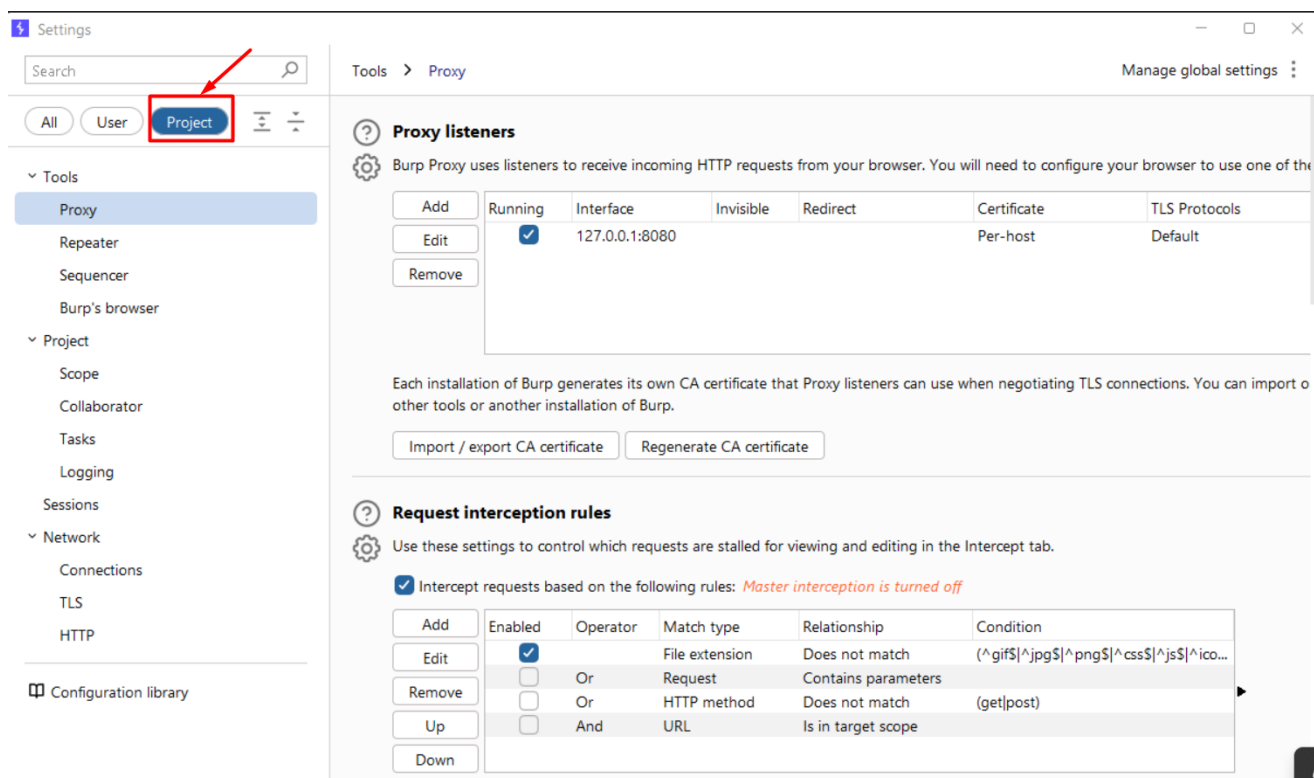 Settings
Search
All User Project
Tools
Proxy
Repeater
Sequencer
Burp's browser
Project
Scope
Collaborator
Tasks
Logging
Sessions
Network
Connections
TLS
HTTP
Configuration library
Tools > Proxy
Manage global settings
Proxy listeners
Burp Proxy uses listeners to receive incoming HTTP requests from your browser. You will need to configure your browser to use one of the
Add
Edit
Remove
Running Interface Invisible Redirect Certificate TLS Protocols
127.0.0.1:8080 Per-host Default
Each installation of Burp generates its own CA certificate that Proxy listeners can use when negotiating TLS connections. You can import o
other tools or another installation of Burp.
Import / export CA certificate Regenerate CA certificate
Request interception rules
Use these settings to control which requests are stalled for viewing and editing in the Intercept tab.
Intercept requests based on the following rules: Master interception is turned off
Add
Edit
Remove
Up
Down
Enabled Operator Match type Relationship Condition
File extension Does not match (^gif$|^jpg$|^png$|^css$|^js$|^ico...
Or Request Contains parameters
Or HTTP method Does not match (get|post)
And URL Is in target scope